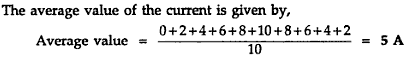 The average value of the current is given by,
Average value = 0+2+4+6+8+10+8+6+4+2 / 10 = 5 A